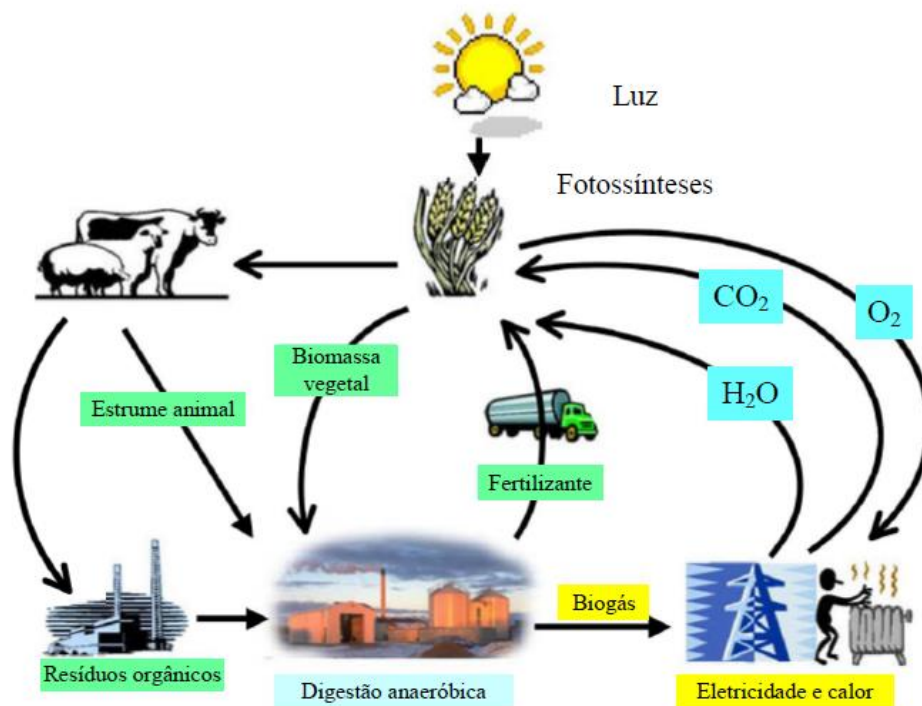 Luz
Fotossínteses
CO₂
O₂
Biomassa
vegetal
H₂O
Estrume animal
Fertilizante
Biogás
Resíduos orgânicos
Digestão anaeróbica
Eletricidade e calor